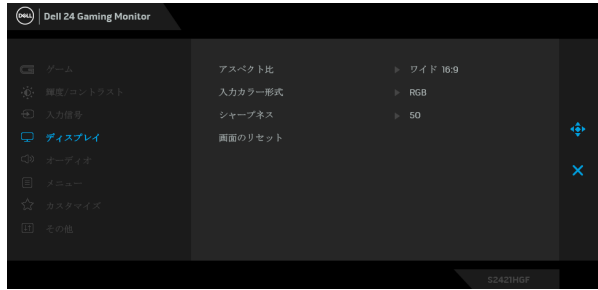 DELL Dell 24 Gaming Monitor
ゲーム
輝度/コントラスト
入力信号
ディスプレイ
オーディオ
メニュー
カスタマイズ
その他
アスペクト比 ワイド 16:9
入力カラー形式 RGB
シャープネス 50
画面のリセット
S2421HGF